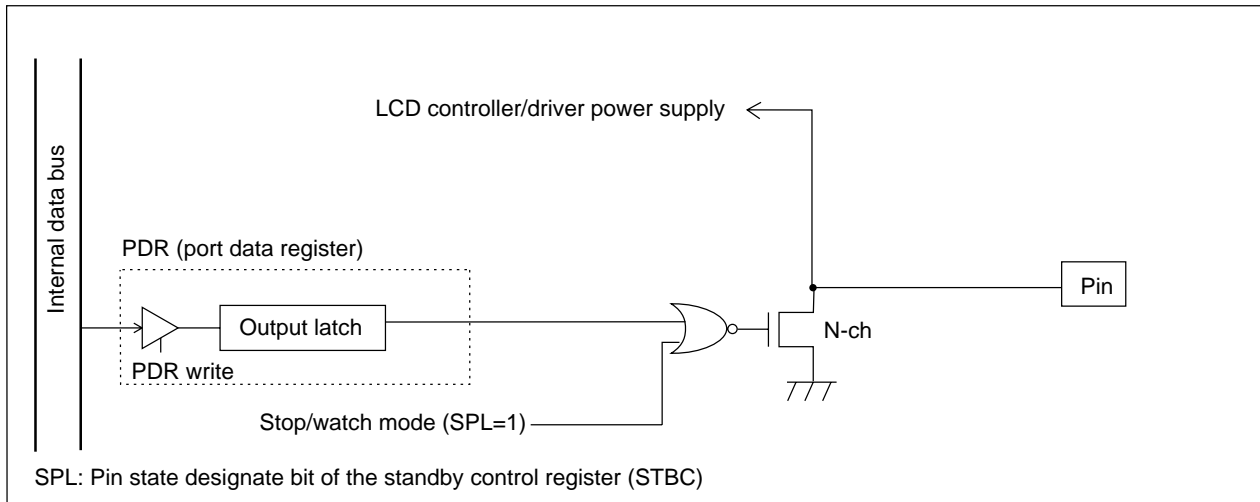 LCD controller/driver power supply
Internal data bus
PDR (port data register)
Pin
Output latch
N-ch
PDR write
Stop/watch mode (SPL=1)
SPL: Pin state designate bit of the standby control register (STBC)